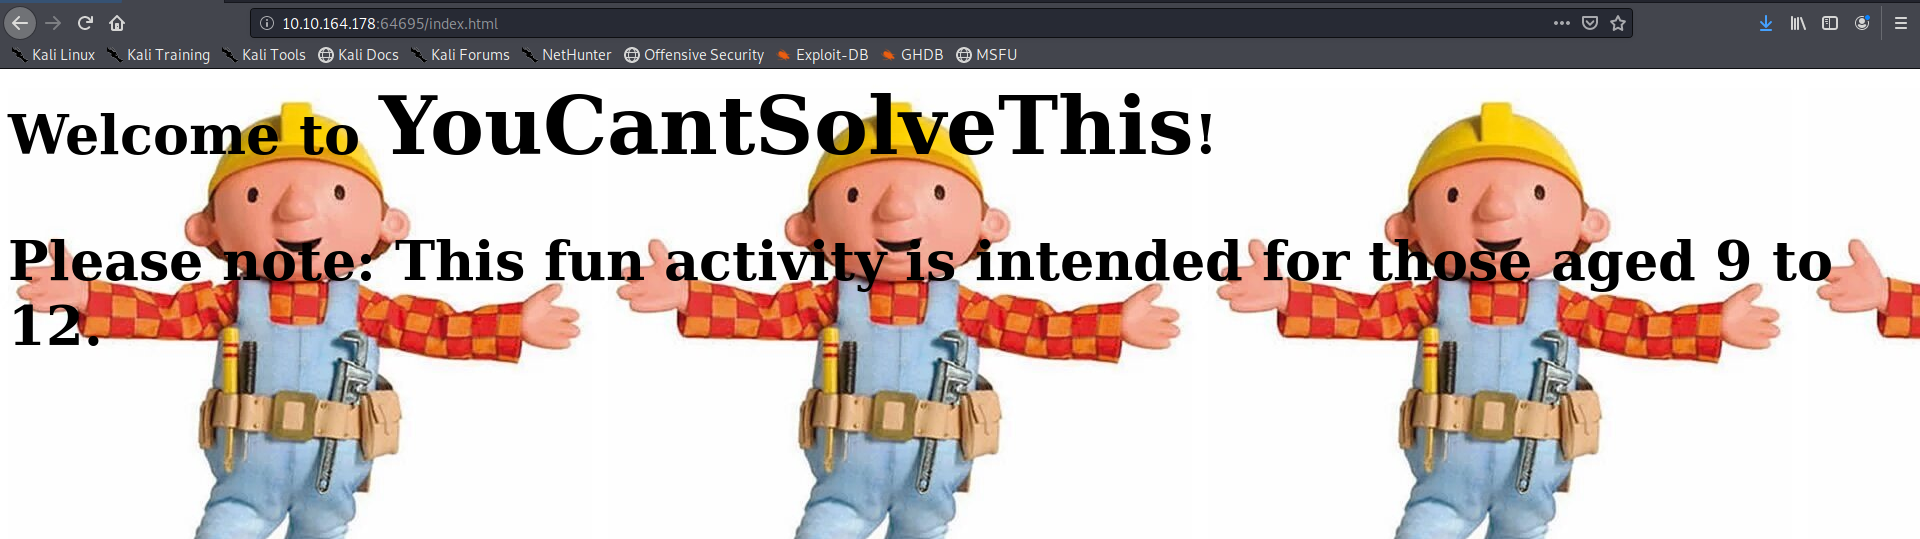 10.10.164.178:64695/index.html
Kali Linux Kali Training Kali Tools Kali Docs Kali Forums NetHunter Offensive Security Exploit-DB GHDB MSFU
Welcome to YouCantSolveThis!
Please note: This fun activity is intended for those aged 9 to
12.